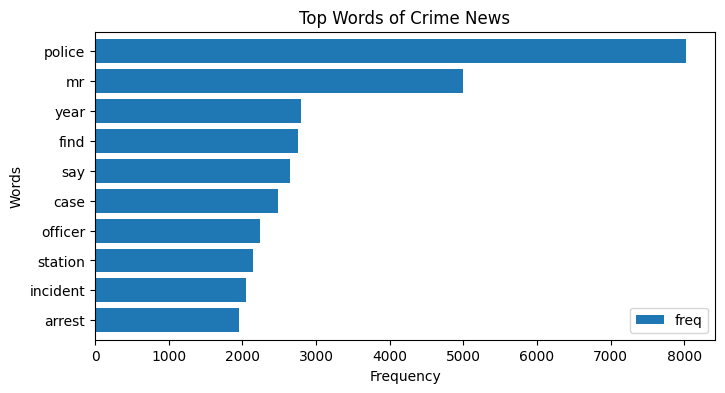 Top Words of Crime News
Words
police
mr
year
find
say
case
officer
station
incident
arrest
freq
0 1000 2000 3000 4000 5000 6000 7000 8000
Frequency